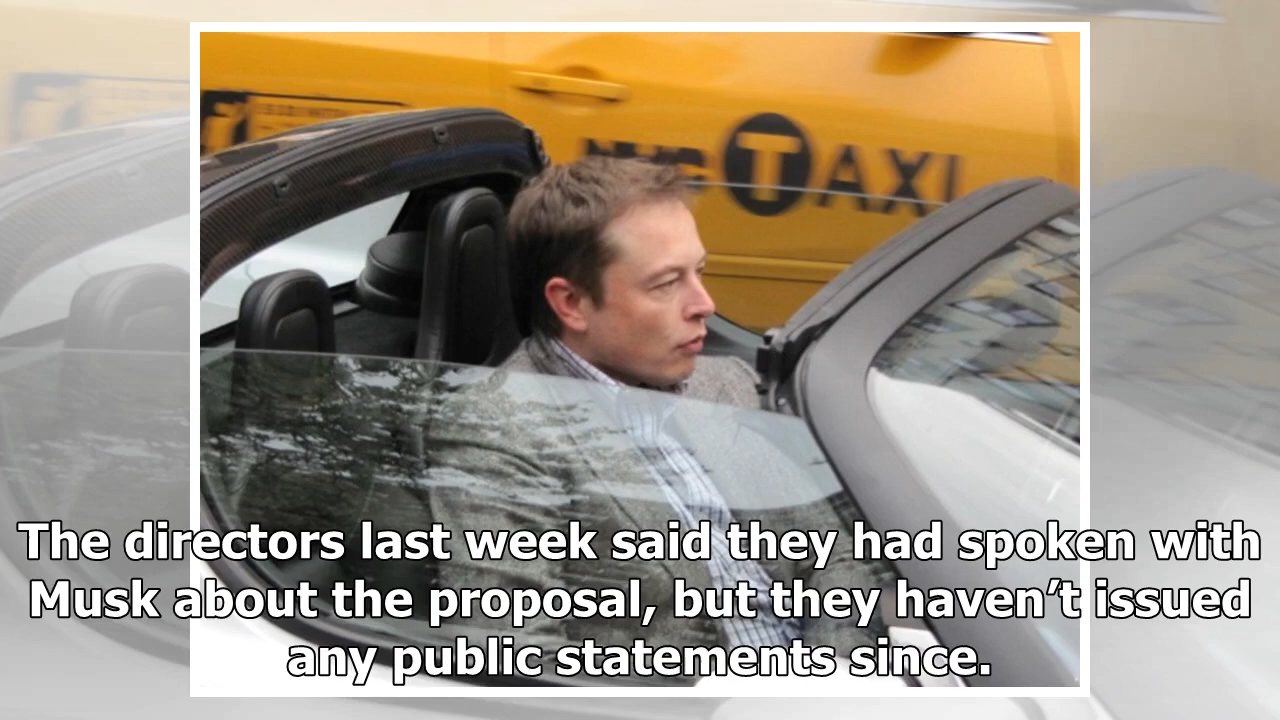 NYC TAXI
The directors last week said they had spoken with
Musk about the proposal, but they haven’t issued
any public statements since.